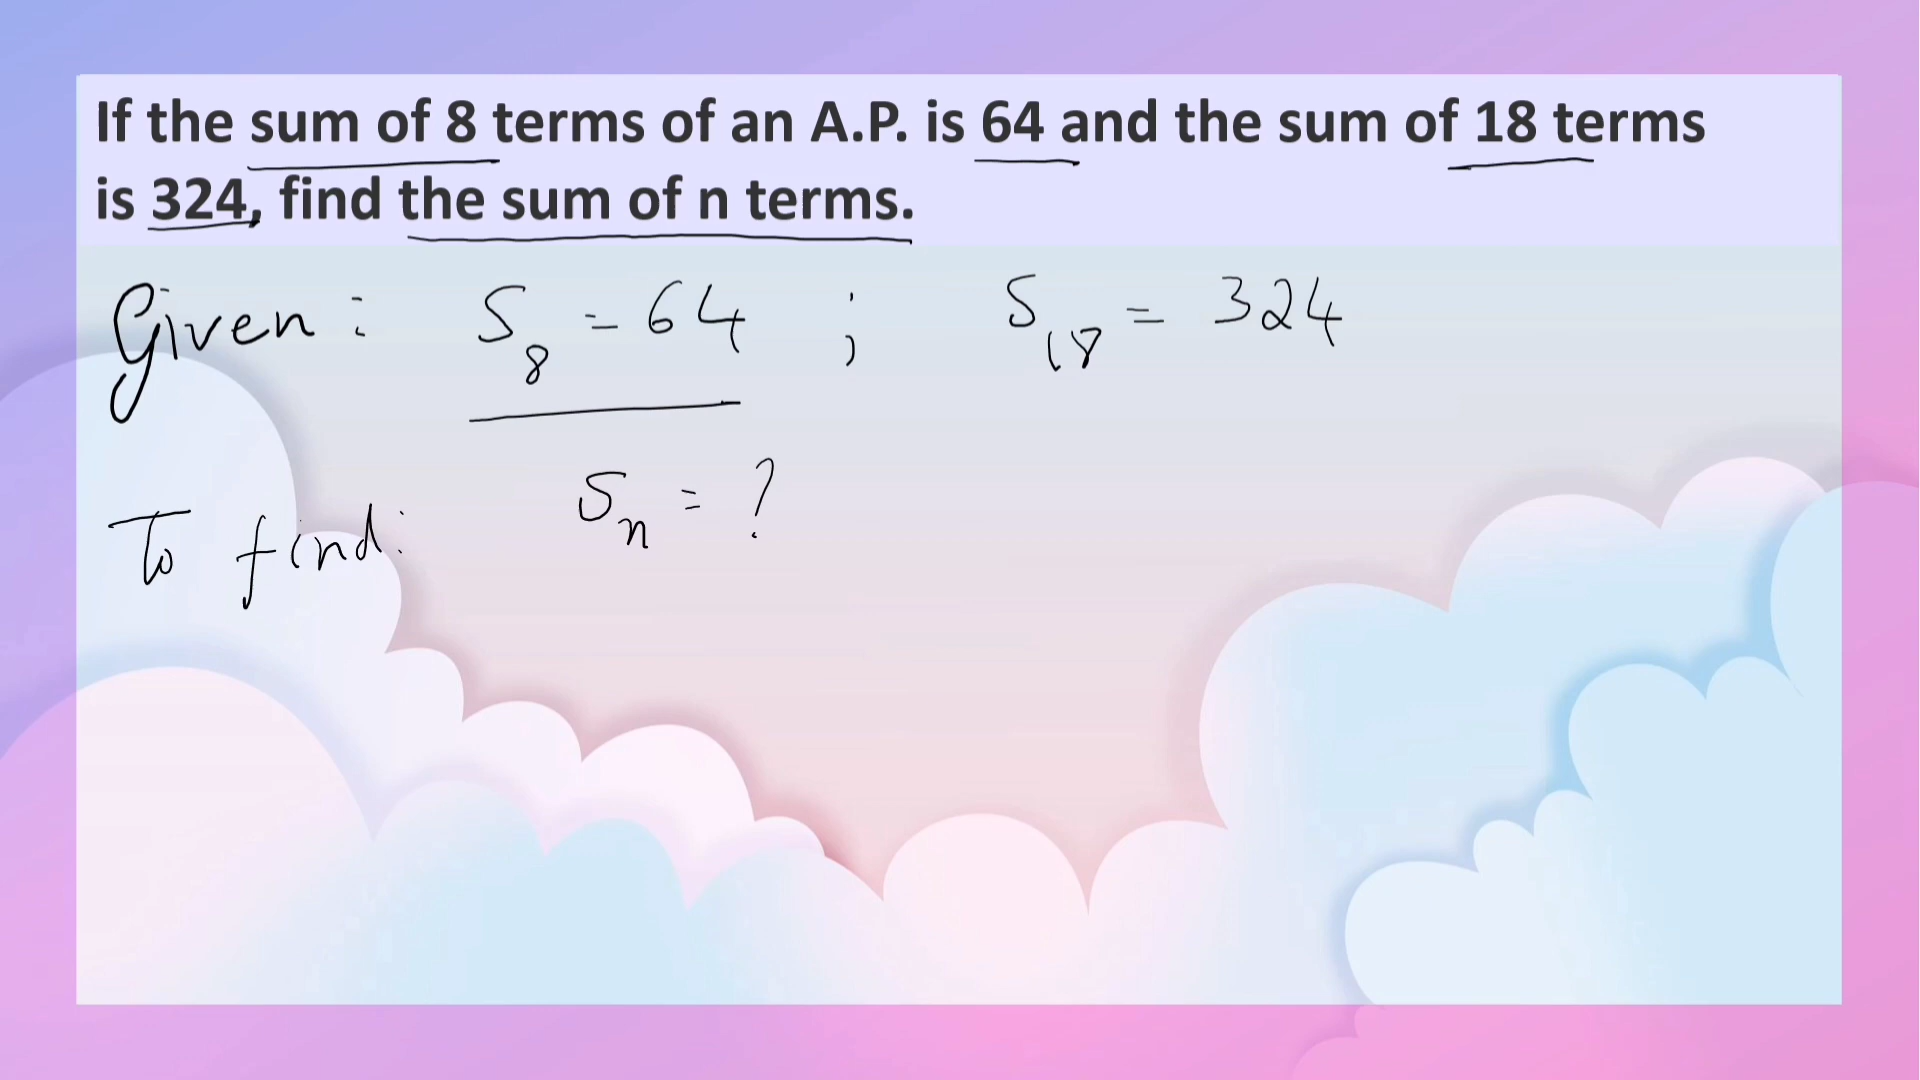 If the sum of 8 terms of an A.P. is 64 and the sum of 18 terms
is 324, find the sum of n terms.
Given : S₈ = 64 ; S₁₈ = 324
To find: Sₙ = ?